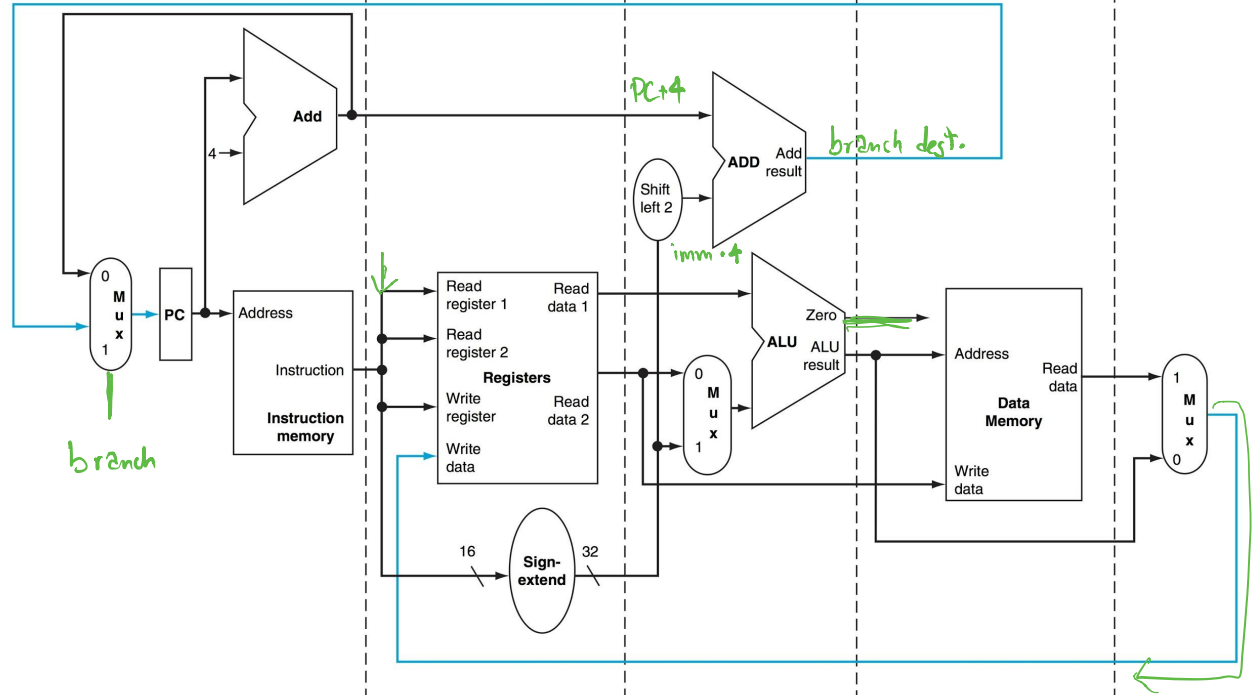 PC+4
Add
4
branch dest.
ADD
Add
result
Shift
left 2
imm • 4
0
M
u
x
1
PC
Address
Instruction
Instruction
memory
Read
register 1
Read
data 1
Read
register 2
Registers
Write
register
Read
data 2
Write
data
0
M
u
x
1
Zero
ALU
ALU
result
Address
Read
data
Data
Memory
Write
data
1
M
u
x
0
branch
16
Sign-
extend
32